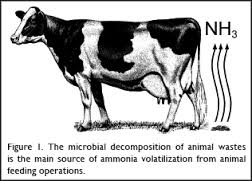 NH3
Figure 1. The microbial decomposition of animal wastes
is the main source of ammonia volatilization from animal
feeding operations.